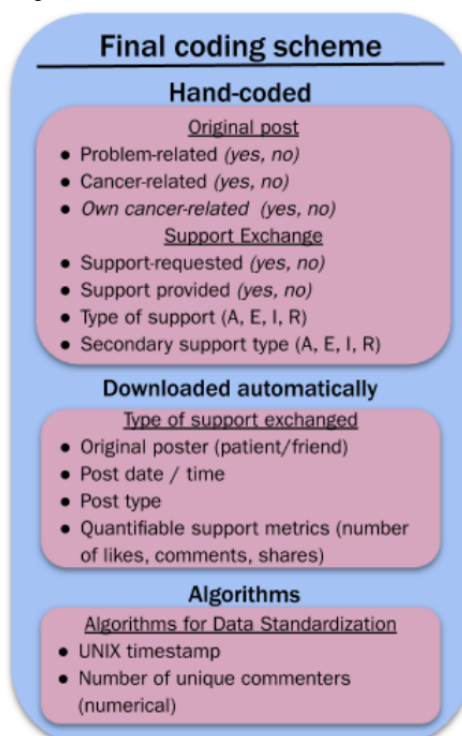 Final coding scheme
Hand-coded
Original post
● Problem-related (yes, no)
● Cancer-related (yes, no)
● Own cancer-related (yes, no)
Support Exchange
● Support-requested (yes, no)
● Support provided (yes, no)
● Type of support (A, E, I, R)
● Secondary support type (A, E, I, R)
Downloaded automatically
Type of support exchanged
● Original poster (patient/friend)
● Post date / time
● Post type
● Quantifiable support metrics (number
of likes, comments, shares)
Algorithms
Algorithms for Data Standardization
● UNIX timestamp
● Number of unique commenters
(numerical)